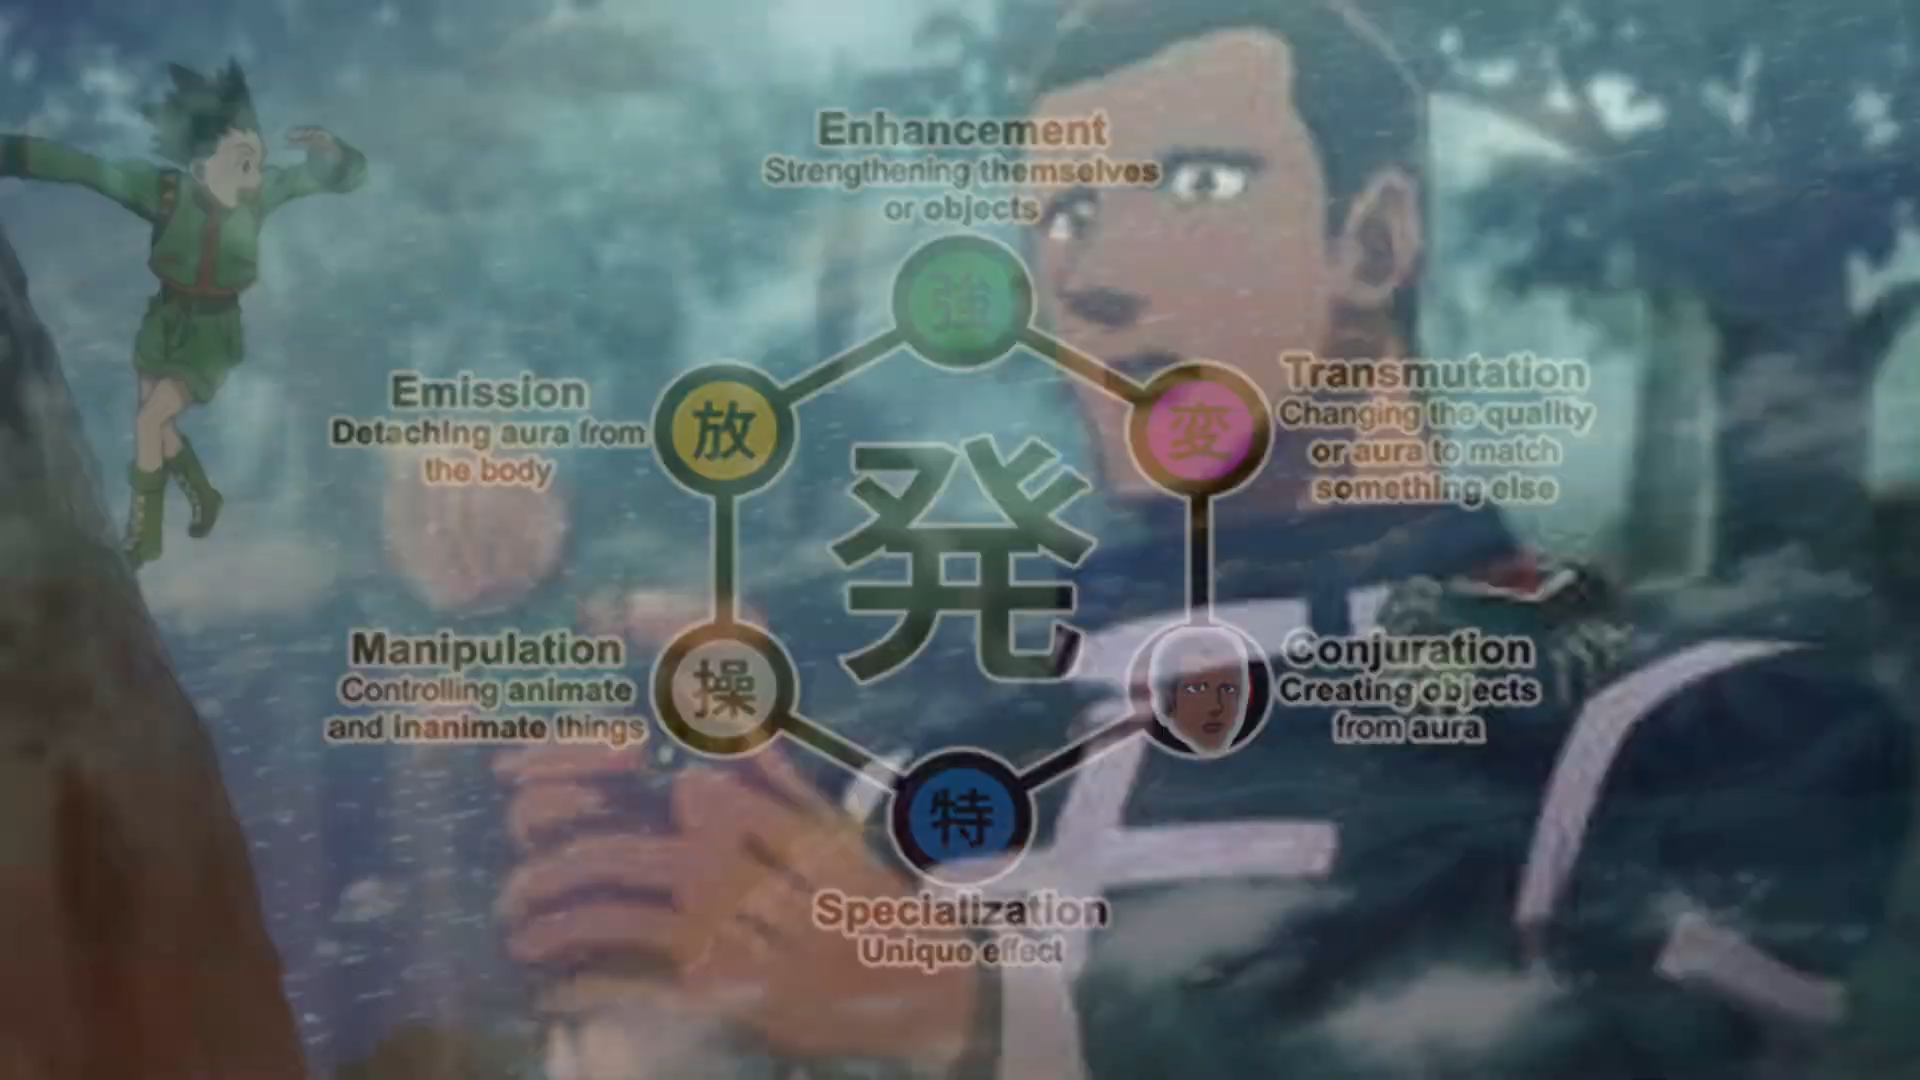 Enhancement
Strengthening themselves
or objects
強
Emission
Detaching aura from
the body
放
変
Transmutation
Changing the quality
or aura to match
something else
発
Manipulation
Controlling animate
and inanimate things
操
Conjuration
Creating objects
from aura
特
Specialization
Unique effect